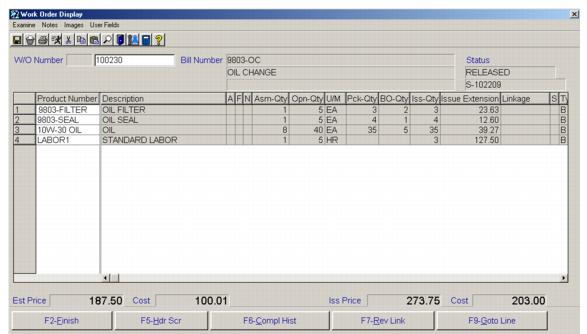 Work Order Display
Examine Notes Images User Fields
W/O Number 100230 Bill Number 9803-OC Status
OIL CHANGE RELEASED
S-102209
Product Number Description A F N Asm-Qty Opn-Qty U/M Pck-Qty BO-Qty Iss-Qty Issue Extension Linkage S Ty
1 9803-FILTER OIL FILTER 1 5 EA 3 2 3 23.63 B
2 9803-SEAL OIL SEAL 1 5 EA 4 1 4 12.60 B
3 10W-30 OIL OIL 8 40 EA 35 5 35 39.27 B
4 LABOR1 STANDARD LABOR 1 5 HR 3 127.50 B
Est Price 187.50 Cost 100.01 Iss Price 273.75 Cost 203.00
F2-Finish F5-Hdr Scr F6-Compl Hist F7-Rev Link F9-Goto Line